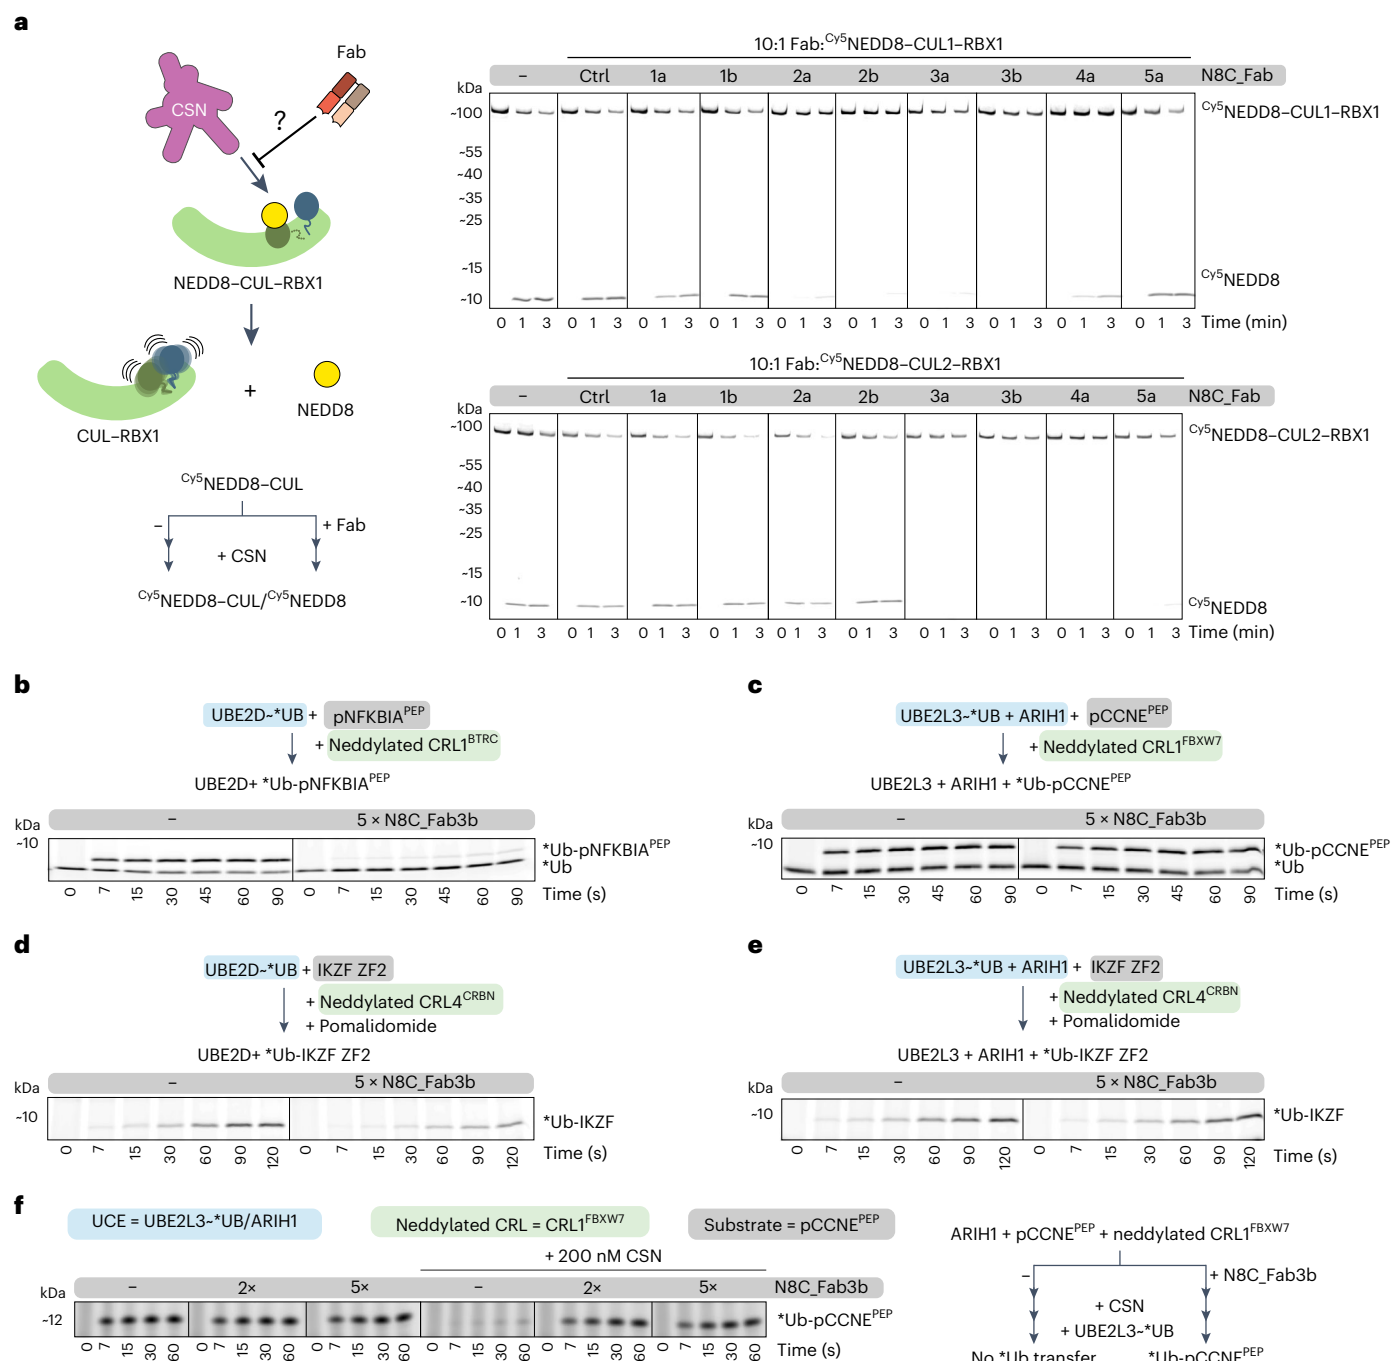 a
Fab
CSN
?
NEDD8–CUL–RBX1
+
NEDD8
CUL–RBX1
Cy5NEDD8–CUL
–
+ Fab
+ CSN
Cy5NEDD8–CUL/Cy5NEDD8
10:1 Fab:Cy5NEDD8–CUL1–RBX1
– Ctrl 1a 1b 2a 2b 3a 3b 4a 5a N8C_Fab
kDa
~100
~55
~40
~35
~25
~15
~10
Cy5NEDD8–CUL1–RBX1
Cy5NEDD8
0 1 3 0 1 3 0 1 3 0 1 3 0 1 3 0 1 3 0 1 3 0 1 3 0 1 3 0 1 3 Time (min)
10:1 Fab:Cy5NEDD8–CUL2–RBX1
– Ctrl 1a 1b 2a 2b 3a 3b 4a 5a N8C_Fab
kDa
~100
~55
~40
~35
~25
~15
~10
Cy5NEDD8–CUL2–RBX1
Cy5NEDD8
0 1 3 0 1 3 0 1 3 0 1 3 0 1 3 0 1 3 0 1 3 0 1 3 0 1 3 0 1 3 Time (min)
b
UBE2D~*UB + pNFKBIAPEP
+ Neddylated CRL1BTRC
UBE2D+ *Ub-pNFKBIAPEP
– 5 × N8C_Fab3b
kDa
~10
*Ub-pNFKBIAPEP
*Ub
0 7 15 30 45 60 90 0 7 15 30 45 60 90 Time (s)
c
UBE2L3~*UB + ARIH1 + pCCNEPEP
+ Neddylated CRL1FBXW7
UBE2L3 + ARIH1 + *Ub-pCCNEPEP
– 5 × N8C_Fab3b
kDa
~10
*Ub-pCCNEPEP
*Ub
0 7 15 30 45 60 90 0 7 15 30 45 60 90 Time (s)
d
UBE2D~*UB + IKZF ZF2
+ Neddylated CRL4CRBN
+ Pomalidomide
UBE2D+ *Ub-IKZF ZF2
– 5 × N8C_Fab3b
kDa
~10
*Ub-IKZF
0 7 15 30 60 90 120 0 7 15 30 60 90 120 Time (s)
e
UBE2L3~*UB + ARIH1 + IKZF ZF2
+ Neddylated CRL4CRBN
+ Pomalidomide
UBE2L3 + ARIH1 + *Ub-IKZF ZF2
– 5 × N8C_Fab3b
kDa
~10
*Ub-IKZF
0 7 15 30 60 90 120 0 7 15 30 60 90 120 Time (s)
f
UCE = UBE2L3~*UB/ARIH1 Neddylated CRL = CRL1FBXW7 Substrate = pCCNEPEP
+ 200 nM CSN
kDa
– 2× 5× – 2× 5× N8C_Fab3b
~12
*Ub-pCCNEPEP
0 7 15 30 60 0 7 15 30 60 0 7 15 30 60 0 7 15 30 60 0 7 15 30 60 0 7 15 30 60 Time (s)
ARIH1 + pCCNEPEP + neddylated CRL1FBXW7
–
+ N8C_Fab3b
+ CSN
+ UBE2L3~*UB
No *Ub transfer *Ub-pCCNEPEP